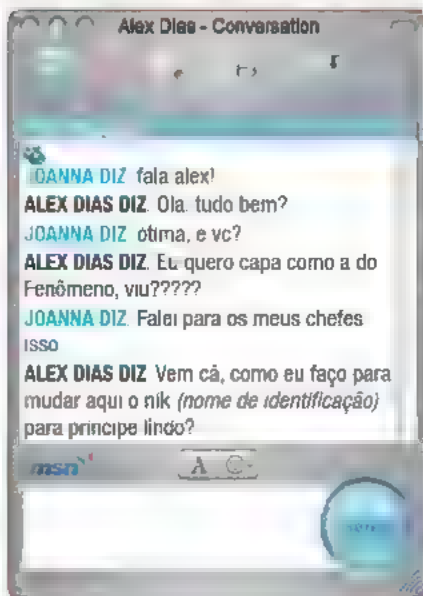 Alex Dias - Conversation
JOANNA DIZ fala alex!
ALEX DIAS DIZ. Ola. tudo bem?
JOANNA DIZ ótima, e vc?
ALEX DIAS DIZ. Eu quero capa como a do
Fenômeno, viu?????
JOANNA DIZ. Falei para os meus chefes
isso
ALEX DIAS DIZ Vem cá, como eu faço para
mudar aqui o nik (nome de identificação)
para principe lindo?
msn
A